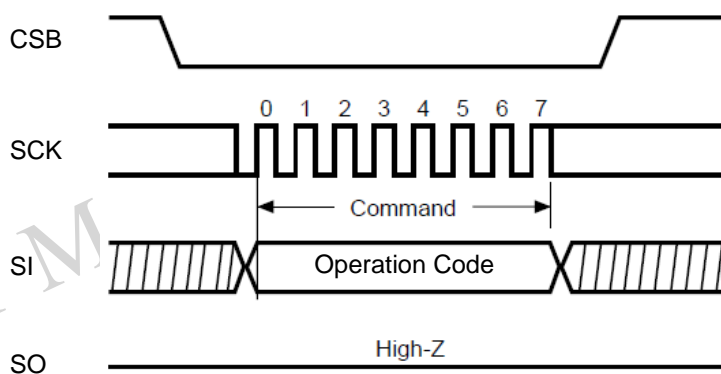 CSB
0 1 2 3 4 5 6 7
SCK
Command
SI
Operation Code
High-Z
SO